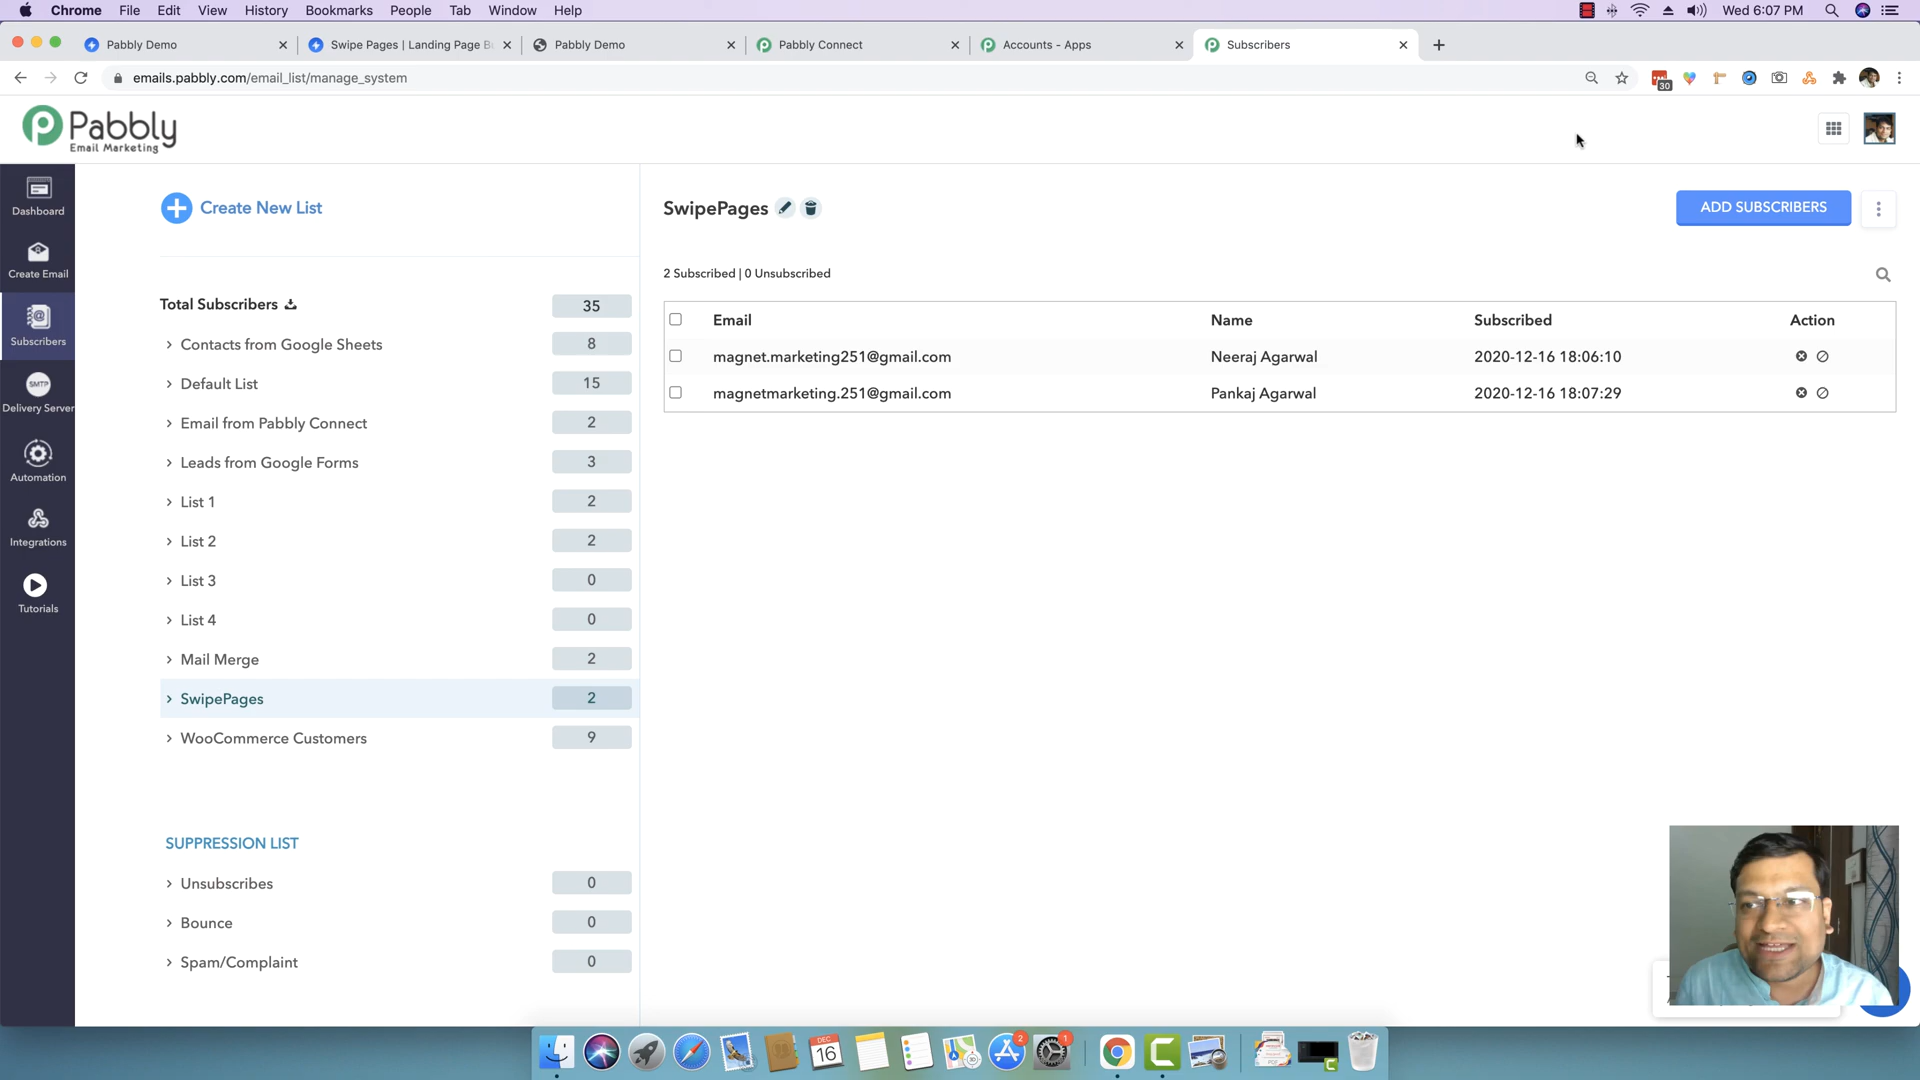 Chrome File Edit View History Bookmarks People Tab Window Help Wed 6:07 PM
Pabbly Demo Swipe Pages | Landing Page B Pabbly Demo Pabbly Connect Accounts - Apps Subscribers
emails.pabbly.com/email_list/manage_system 30
Pabbly
Email Marketing
Dashboard
Create Email
Subscribers
SMTP
Delivery Server
Automation
Integrations
Tutorials
Create New List
Total Subscribers 35
Contacts from Google Sheets 8
Default List 15
Email from Pabbly Connect 2
Leads from Google Forms 3
List 1 2
List 2 2
List 3 0
List 4 0
Mail Merge 2
SwipePages 2
WooCommerce Customers 9
SUPPRESSION LIST
Unsubscribes 0
Bounce 0
Spam/Complaint 0
SwipePages ADD SUBSCRIBERS
2 Subscribed | 0 Unsubscribed
Email Name Subscribed Action
magnet.marketing251@gmail.com Neeraj Agarwal 2020-12-16 18:06:10
magnetmarketing.251@gmail.com Pankaj Agarwal 2020-12-16 18:07:29
DEC
16
2
1